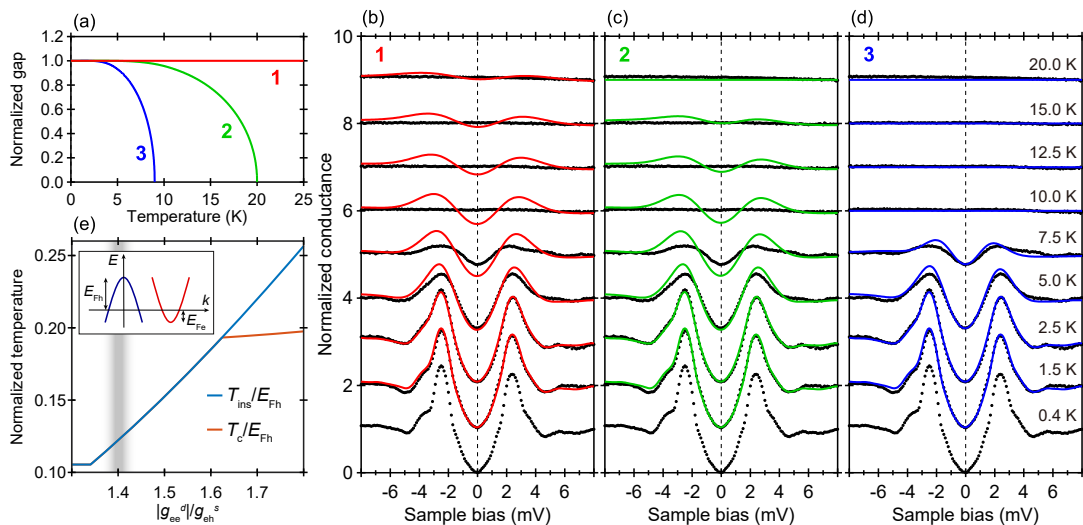 (a)
Normalized gap
1.2
1.0
0.8
0.6
0.4
0.2
0.0
1
2
3
0
5
10
15
20
25
Temperature (K)
(e)
Normalized temperature
0.25
0.20
0.15
0.10
E
E_Fh
k
E_Fe
T_ins/E_Fh
T_c/E_Fh
1.4
1.5
1.6
1.7
|g_ee^d|/g_eh^s
(b)
1
Normalized conductance
10
8
6
4
2
0
-6 -4 -2 0 2 4 6
Sample bias (mV)
(c)
2
-6 -4 -2 0 2 4 6
Sample bias (mV)
(d)
3
20.0 K
15.0 K
12.5 K
10.0 K
7.5 K
5.0 K
2.5 K
1.5 K
0.4 K
-6 -4 -2 0 2 4 6
Sample bias (mV)